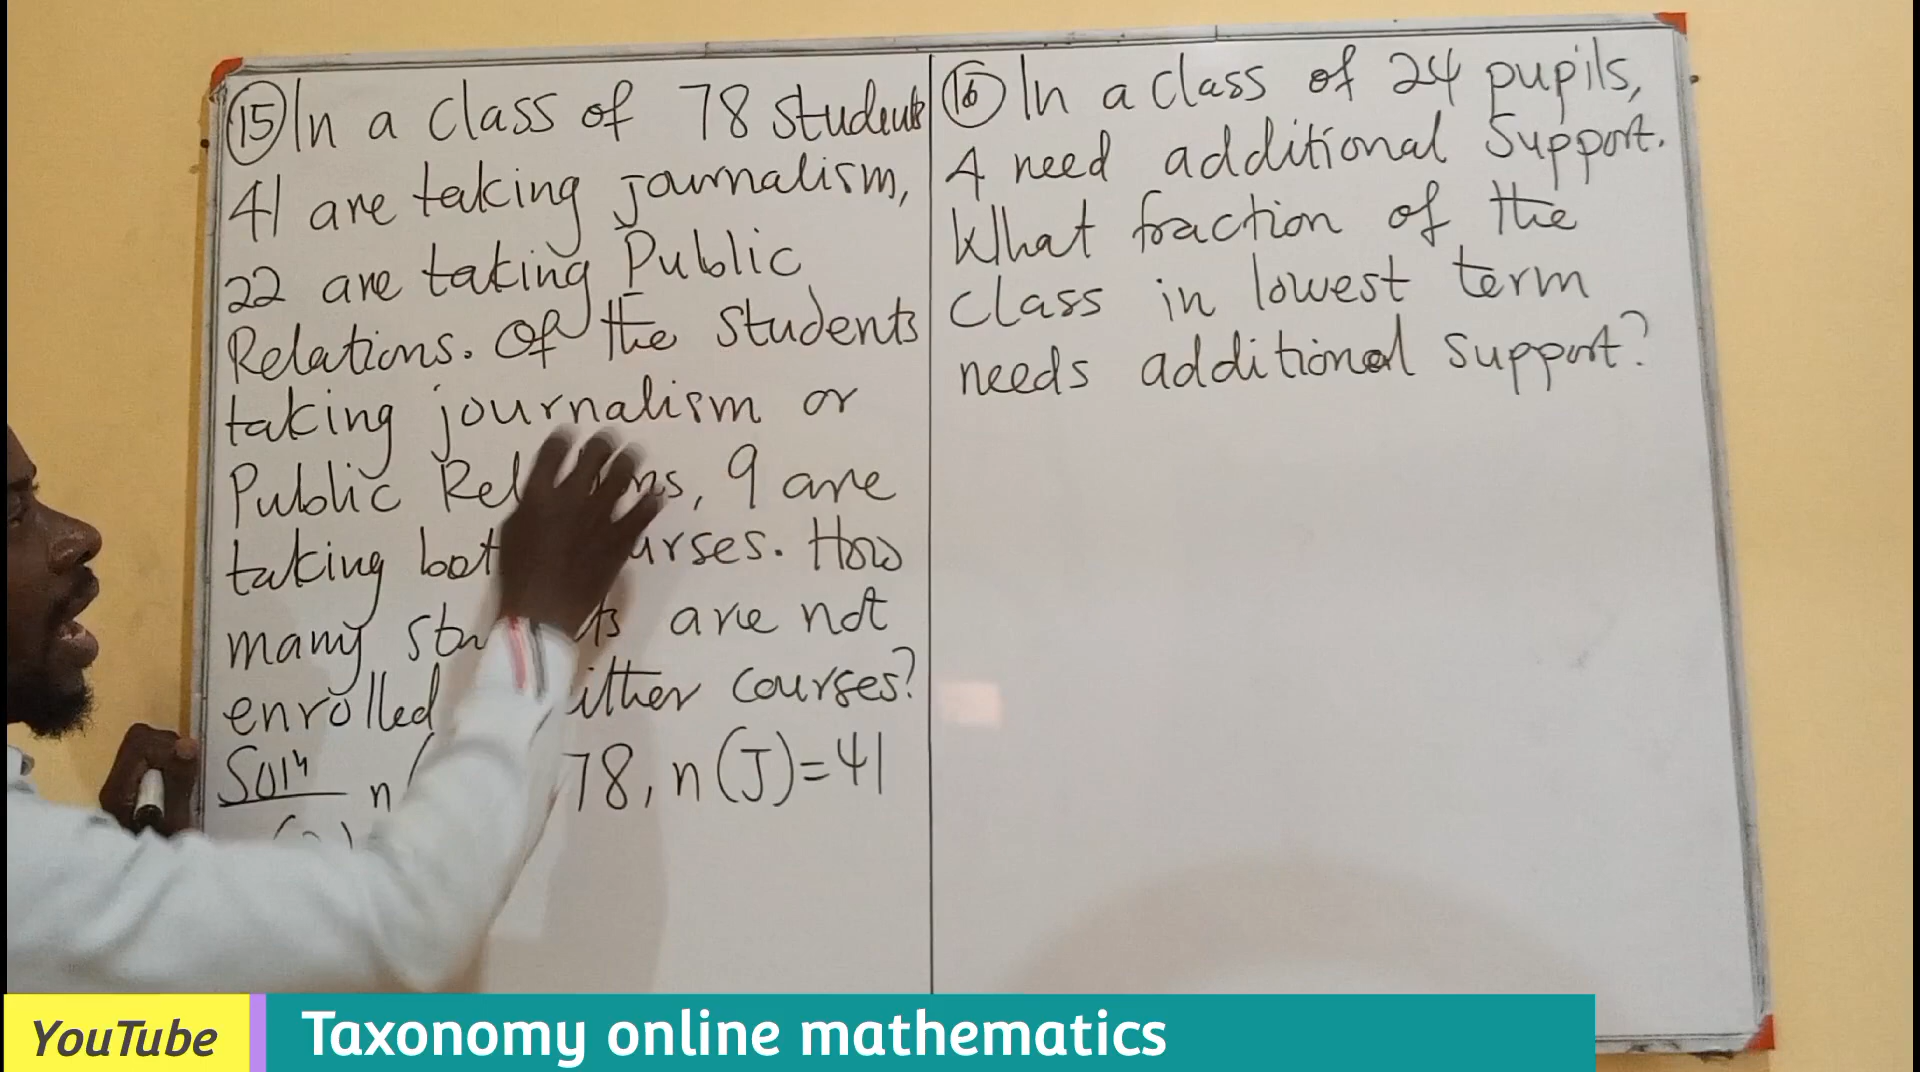 15 In a class of 78 students
41 are taking journalism,
22 are taking Public
Relations. Of the students
taking journalism or
Public Rel ns, 9 are
taking bot urses. How
many stu ts are not
enrolled ither courses?
Soln n( 78, n(J)=41
16 In a class of 24 pupils,
4 need additional support.
What fraction of the
class in lowest term
needs additional support?
YouTube
Taxonomy online mathematics